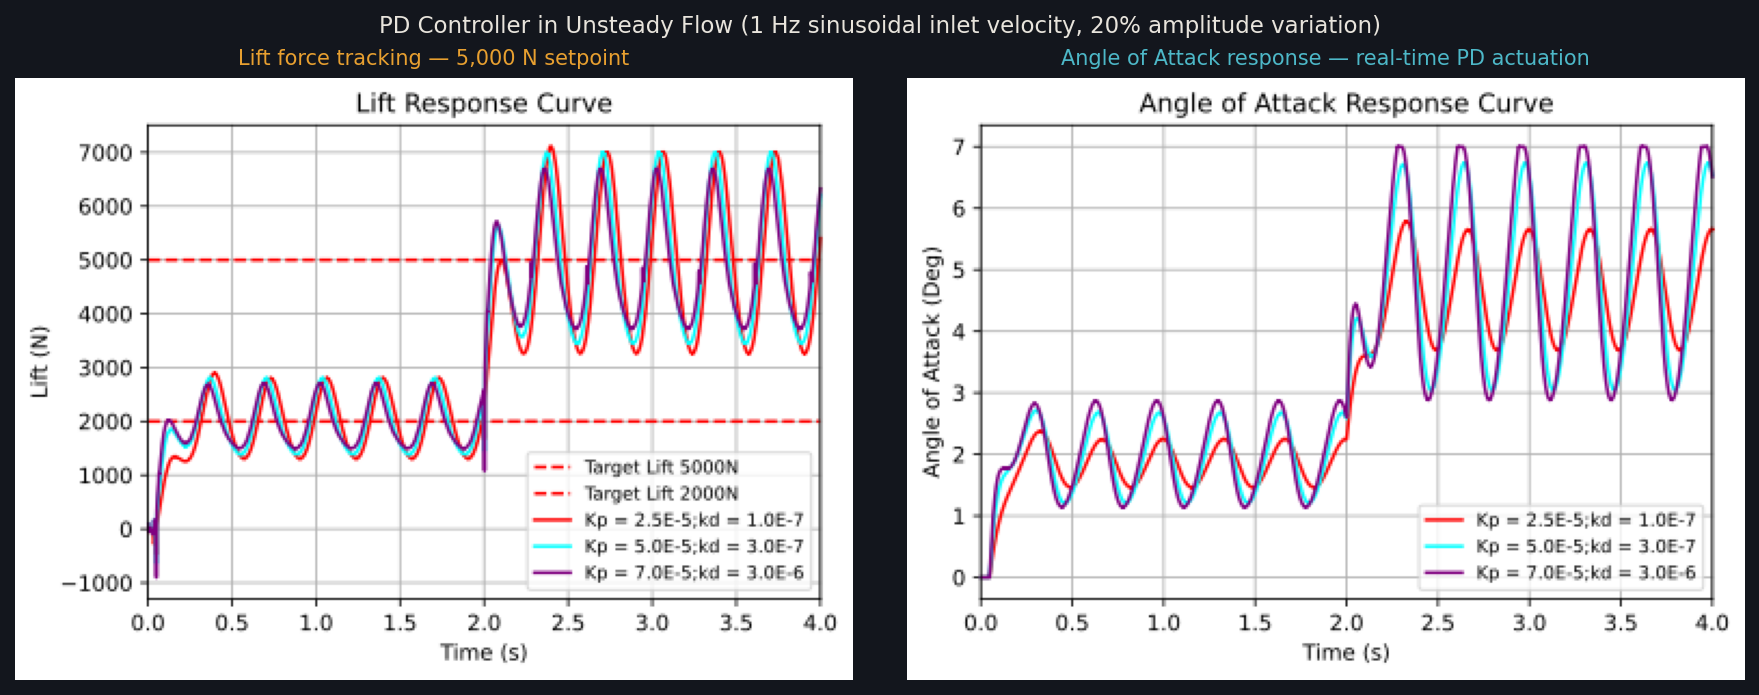 PD Controller in Unsteady Flow (1 Hz sinusoidal inlet velocity, 20% amplitude variation)
Lift force tracking — 5,000 N setpoint
Lift Response Curve
Lift (N)
7000
6000
5000
4000
3000
2000
1000
0
−1000
Target Lift 5000N
Target Lift 2000N
Kp = 2.5E-5;kd = 1.0E-7
Kp = 5.0E-5;kd = 3.0E-7
Kp = 7.0E-5;kd = 3.0E-6
0.0 0.5 1.0 1.5 2.0 2.5 3.0 3.5 4.0
Time (s)
Angle of Attack response — real-time PD actuation
Angle of Attack Response Curve
Angle of Attack (Deg)
7
6
5
4
3
2
1
0
Kp = 2.5E-5;kd = 1.0E-7
Kp = 5.0E-5;kd = 3.0E-7
Kp = 7.0E-5;kd = 3.0E-6
0.0 0.5 1.0 1.5 2.0 2.5 3.0 3.5 4.0
Time (s)